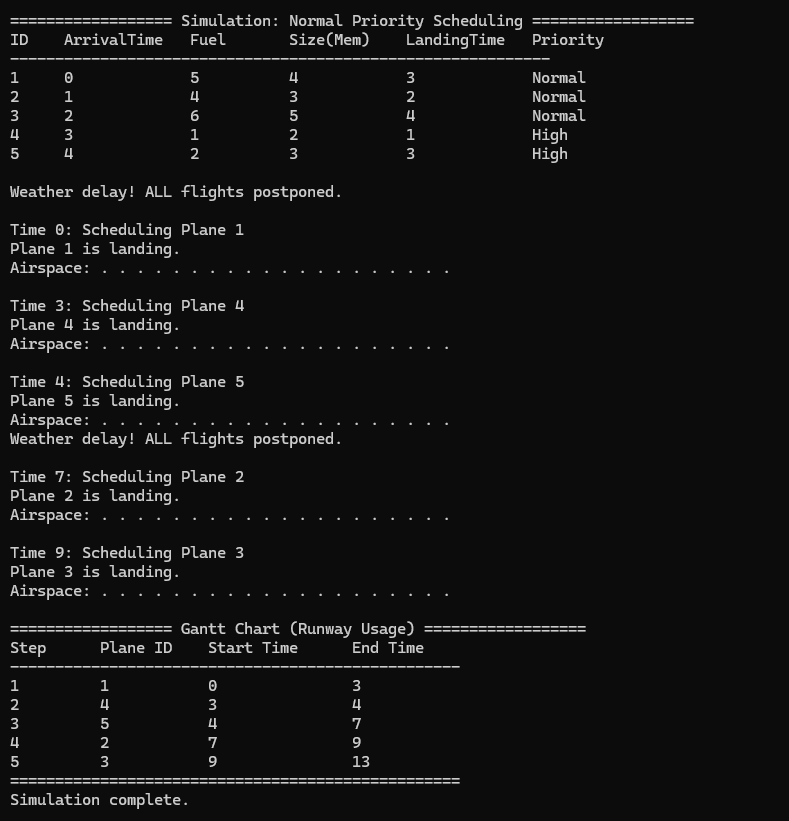 ================== Simulation: Normal Priority Scheduling ==================
ID    ArrivalTime   Fuel       Size(Mem)    LandingTime   Priority
------------------------------------------------------------
1     0             5          4            3             Normal
2     1             4          3            2             Normal
3     2             6          5            4             Normal
4     3             1          2            1             High
5     4             2          3            3             High

Weather delay! ALL flights postponed.

Time 0: Scheduling Plane 1
Plane 1 is landing.
Airspace: . . . . . . . . . . . . . . . . . . . .

Time 3: Scheduling Plane 4
Plane 4 is landing.
Airspace: . . . . . . . . . . . . . . . . . . . .

Time 4: Scheduling Plane 5
Plane 5 is landing.
Airspace: . . . . . . . . . . . . . . . . . . . .
Weather delay! ALL flights postponed.

Time 7: Scheduling Plane 2
Plane 2 is landing.
Airspace: . . . . . . . . . . . . . . . . . . . .

Time 9: Scheduling Plane 3
Plane 3 is landing.
Airspace: . . . . . . . . . . . . . . . . . . . .

================== Gantt Chart (Runway Usage) ==================
Step      Plane ID    Start Time      End Time
--------------------------------------------------
1         1           0               3
2         4           3               4
3         5           4               7
4         2           7               9
5         3           9               13
==================================================
Simulation complete.